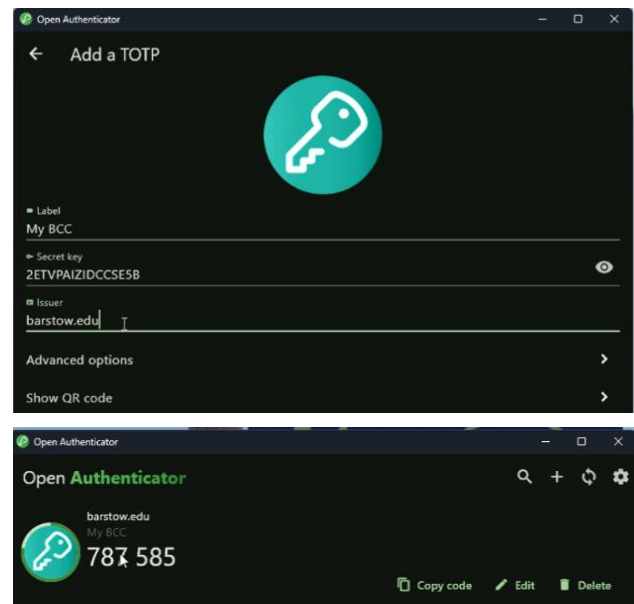 Open Authenticator
Add a TOTP
Label
My BCC
Secret key
2ETVPAIZIDCCSE5B
Issuer
barstow.edu
Advanced options
Show QR code
Open Authenticator
Open Authenticator
barstow.edu
My BCC
787 585
Copy code Edit Delete